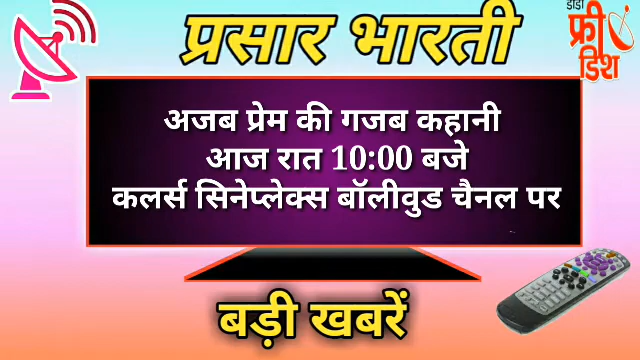 डीडी
फ्री
डिश
प्रसार भारती
अजब प्रेम की गजब कहानी
आज रात 10:00 बजे
कलर्स सिनेप्लेक्स बॉलीवुड चैनल पर
बड़ी खबरें